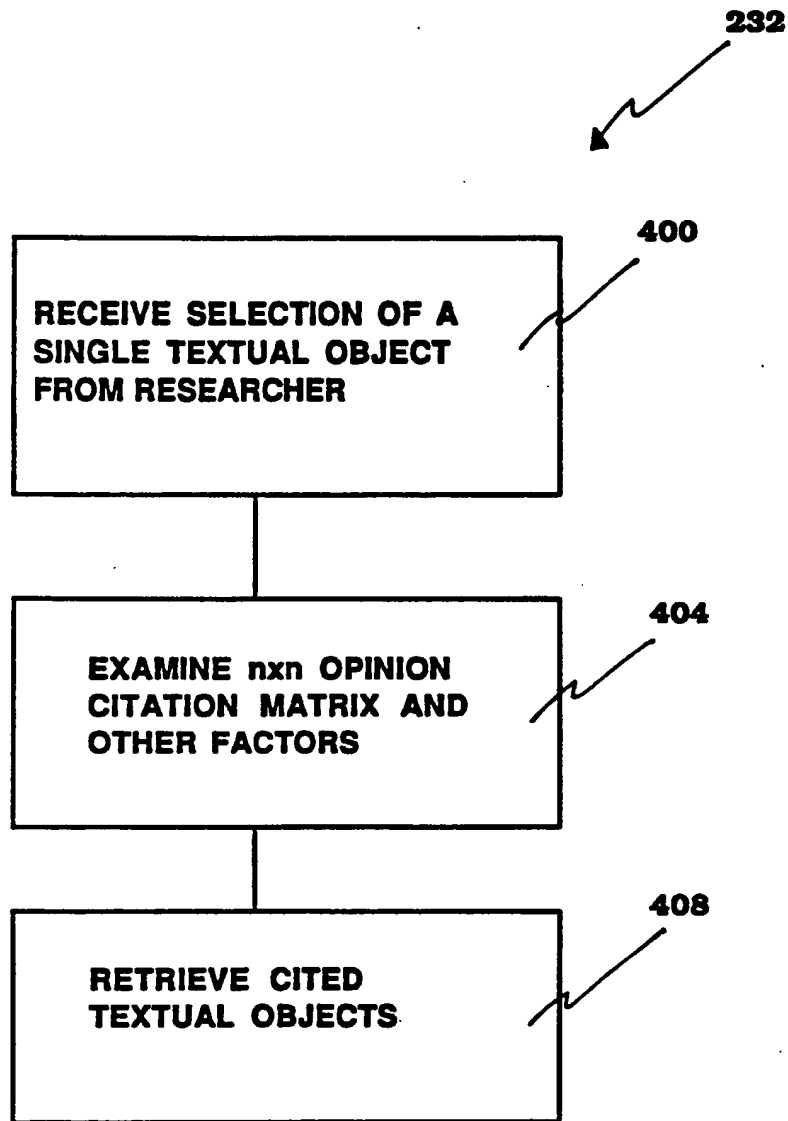 232
400
RECEIVE SELECTION OF A
SINGLE TEXTUAL OBJECT
FROM RESEARCHER
404
EXAMINE nxn OPINION
CITATION MATRIX AND
OTHER FACTORS
408
RETRIEVE CITED
TEXTUAL OBJECTS